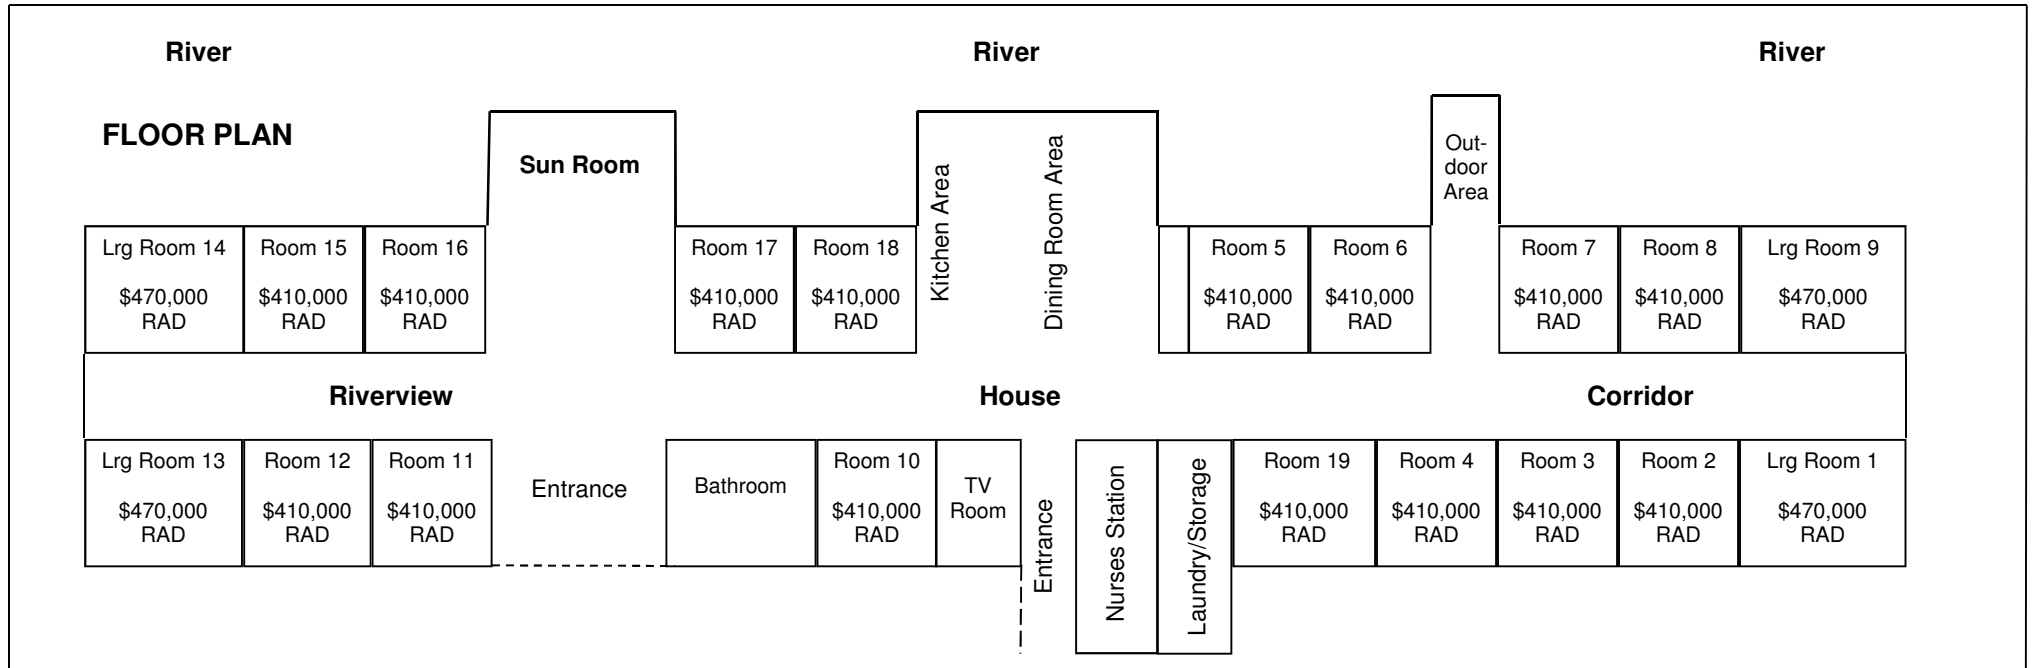 River
River
River
FLOOR PLAN
Sun Room
Kitchen Area
Dining Room Area
Out-
door
Area
Lrg Room 14
$470,000
RAD
Room 15
$410,000
RAD
Room 16
$410,000
RAD
Room 17
$410,000
RAD
Room 18
$410,000
RAD
Room 5
$410,000
RAD
Room 6
$410,000
RAD
Room 7
$410,000
RAD
Room 8
$410,000
RAD
Lrg Room 9
$470,000
RAD
Riverview
House
Corridor
Lrg Room 13
$470,000
RAD
Room 12
$410,000
RAD
Room 11
$410,000
RAD
Entrance
Bathroom
Room 10
$410,000
RAD
TV
Room
Entrance
Nurses Station
Laundry/Storage
Room 19
$410,000
RAD
Room 4
$410,000
RAD
Room 3
$410,000
RAD
Room 2
$410,000
RAD
Lrg Room 1
$470,000
RAD